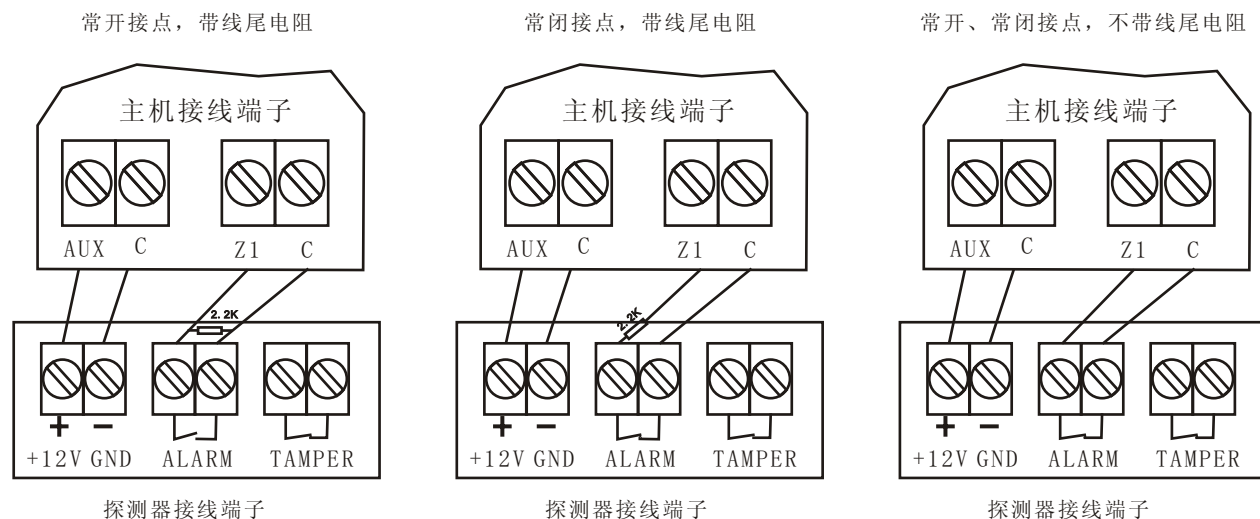 常开接点，带线尾电阻
主机接线端子
AUX C Z1 C
2.2K
+ −
+12V GND ALARM TAMPER
探测器接线端子
常闭接点，带线尾电阻
主机接线端子
AUX C Z1 C
2.2K
+ −
+12V GND ALARM TAMPER
探测器接线端子
常开、常闭接点，不带线尾电阻
主机接线端子
AUX C Z1 C
+ −
+12V GND ALARM TAMPER
探测器接线端子